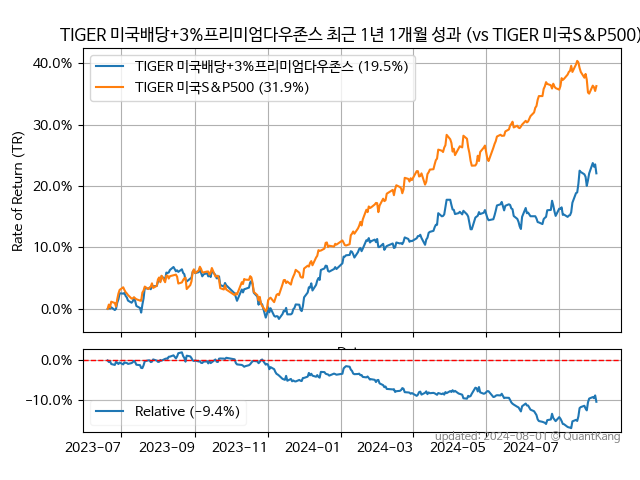 TIGER 미국배당+3%프리미엄다우존스 최근 1년 1개월 성과 (vs TIGER 미국S&P500)
40.0%
30.0%
20.0%
10.0%
0.0%
Rate of Return (TR)
TIGER 미국배당+3%프리미엄다우존스 (19.5%)
TIGER 미국S&P500 (31.9%)
0.0%
-10.0%
Relative (-9.4%)
2023-07 2023-09 2023-11 2024-01 2024-03 2024-05 2024-07
updated: 2024-08-01 © QuantKang